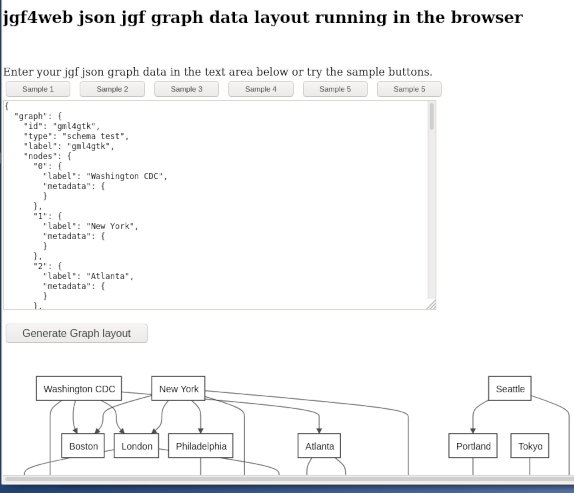 jgf4web json jgf graph data layout running in the browser
Enter your jgf json graph data in the text area below or try the sample buttons.
Sample 1 Sample 2 Sample 3 Sample 4 Sample 5 Sample 5
{
"graph": {
"id": "gml4gtk",
"type": "schema test",
"label": "gml4gtk",
"nodes": {
"0": {
"label": "Washington CDC",
"metadata": {
}
},
"1": {
"label": "New York",
"metadata": {
}
},
"2": {
"label": "Atlanta",
"metadata": {
}
},
Generate Graph layout
Washington CDC New York Seattle
Boston London Philadelphia Atlanta Portland Tokyo